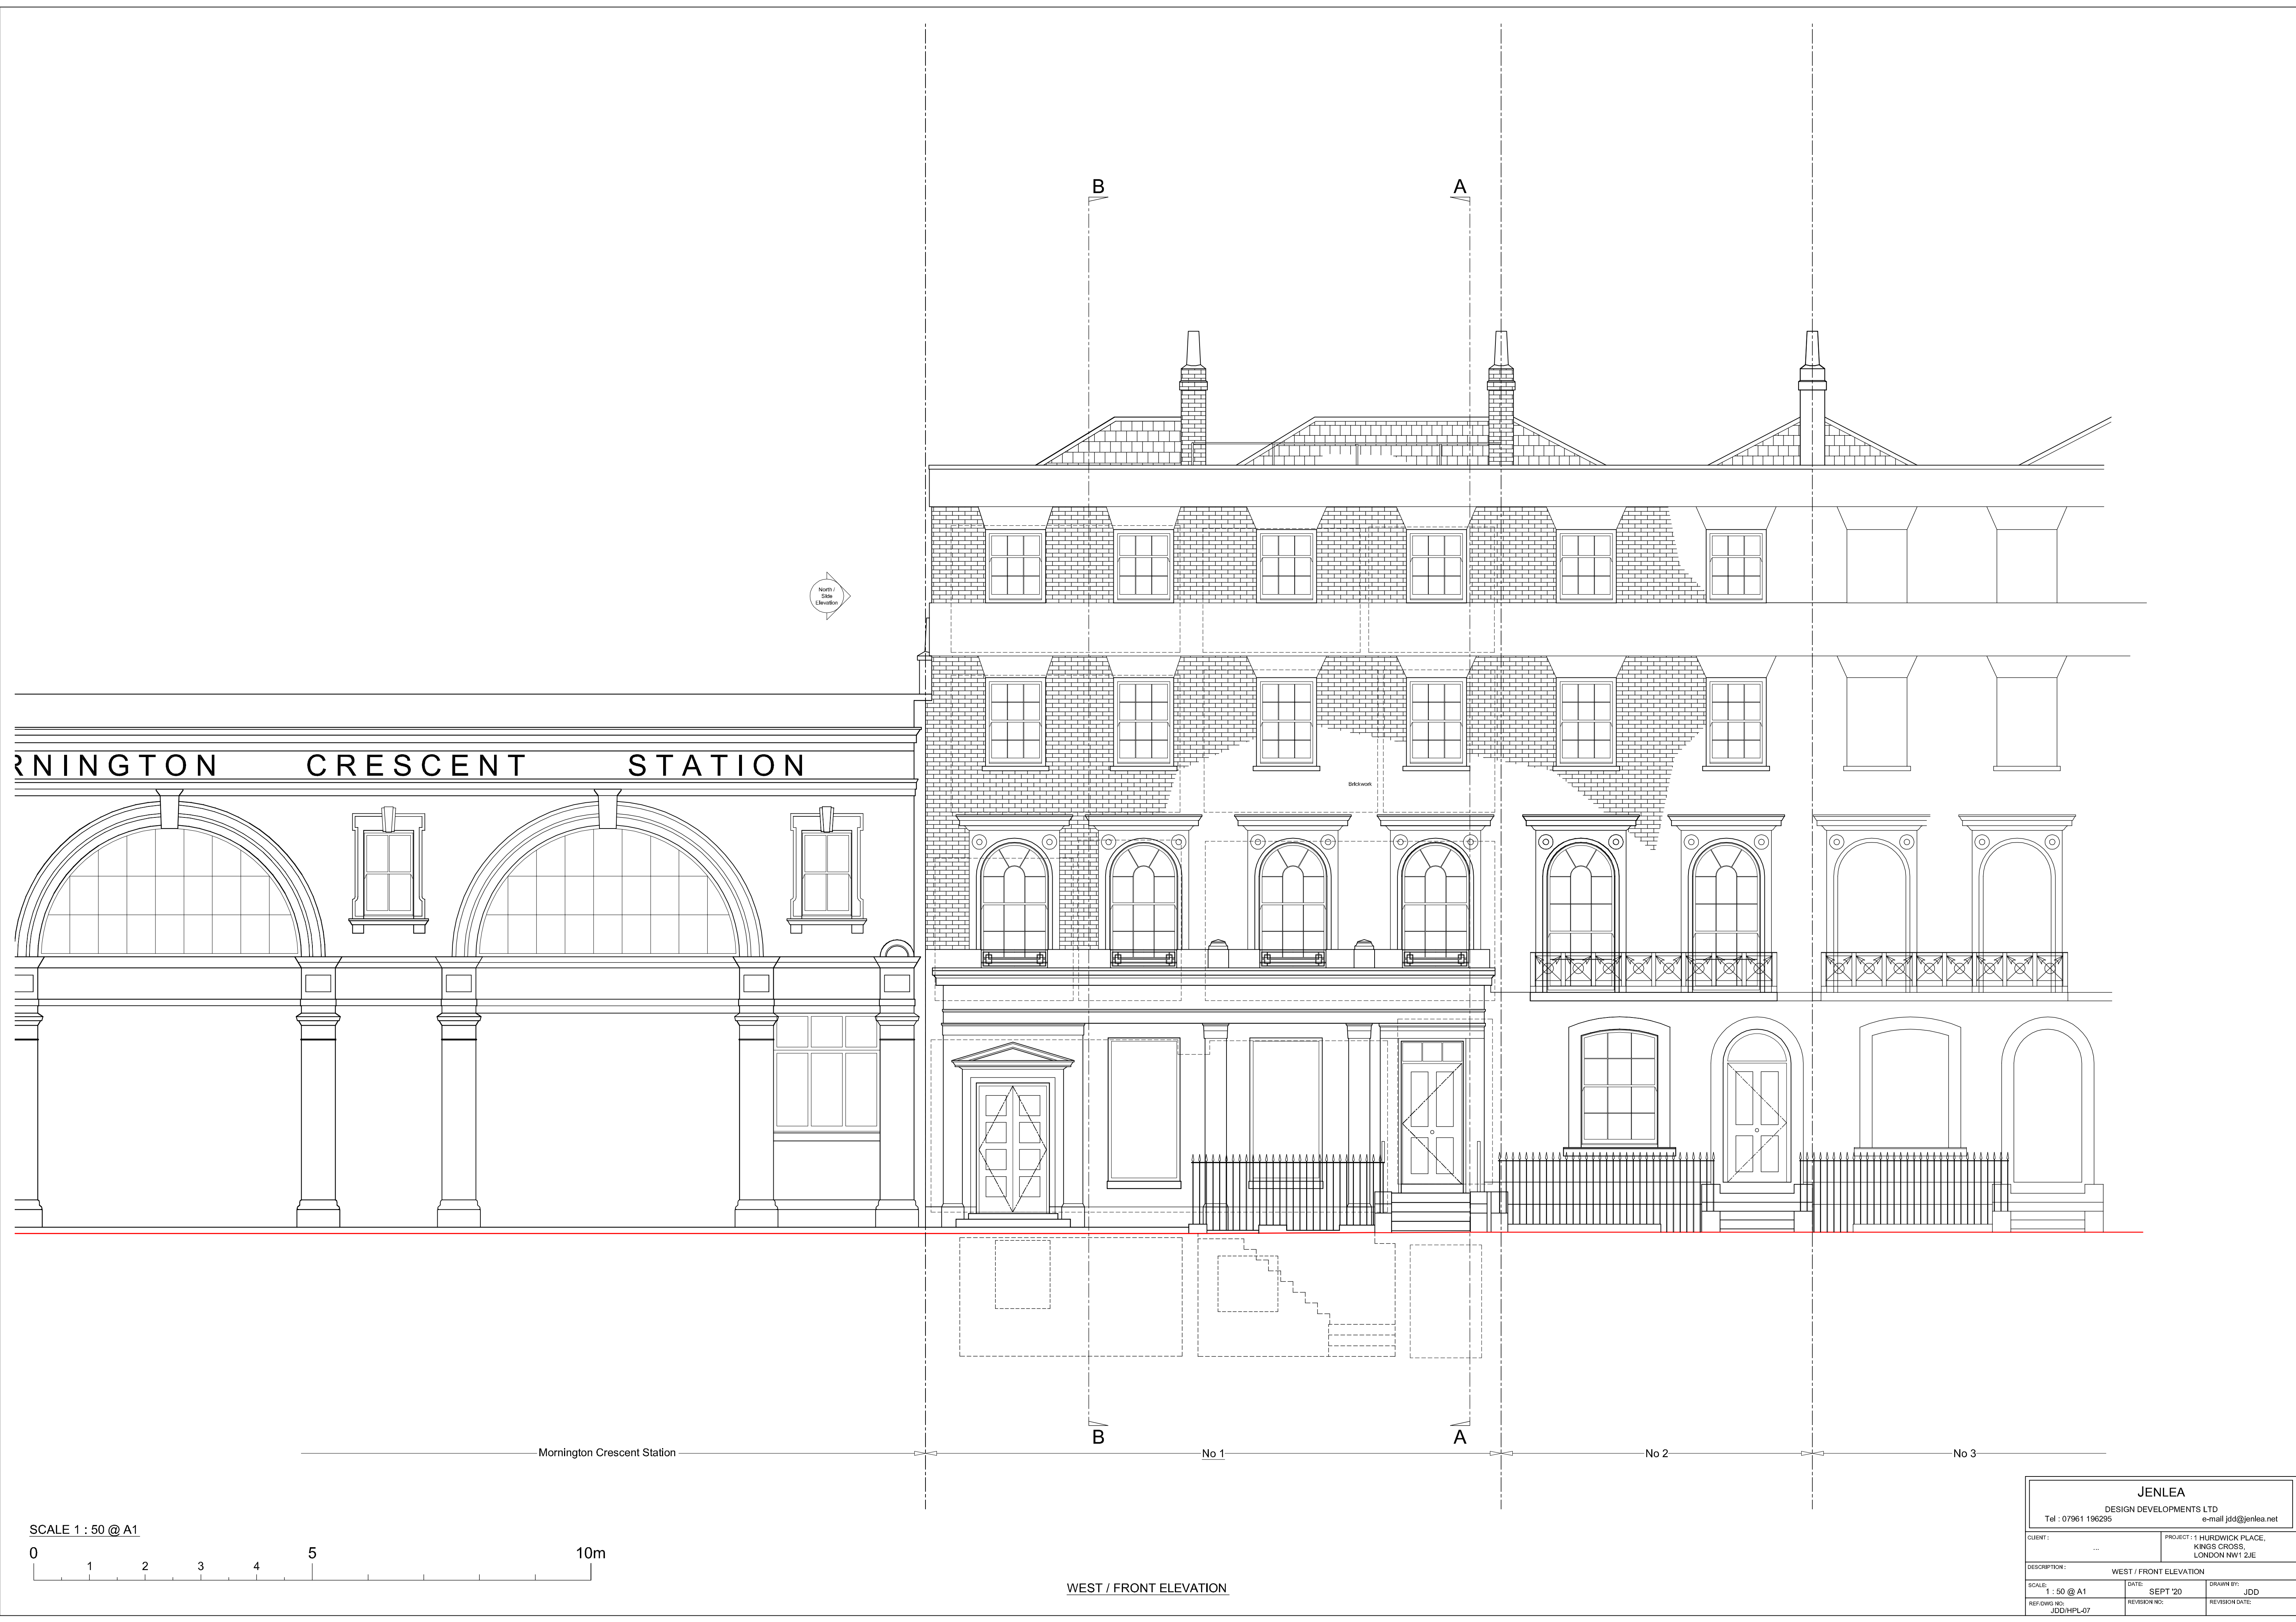 B
A
North /
Side
Elevation
RNINGTON CRESCENT STATION
Brickwork
B
A
Mornington Crescent Station
No 1
No 2
No 3
SCALE 1 : 50 @ A1
0 1 2 3 4 5 10m
WEST / FRONT ELEVATION
JENLEA
DESIGN DEVELOPMENTS LTD
Tel : 07961 196295 e-mail jdd@jenlea.net
CLIENT :
...
PROJECT : 1 HURDWICK PLACE,
KINGS CROSS,
LONDON NW1 2JE
DESCRIPTION :
WEST / FRONT ELEVATION
SCALE:
1 : 50 @ A1
DATE:
SEPT '20
DRAWN BY:
JDD
REF/DWG NO:
JDD/HPL-07
REVISION NO:
REVISION DATE: